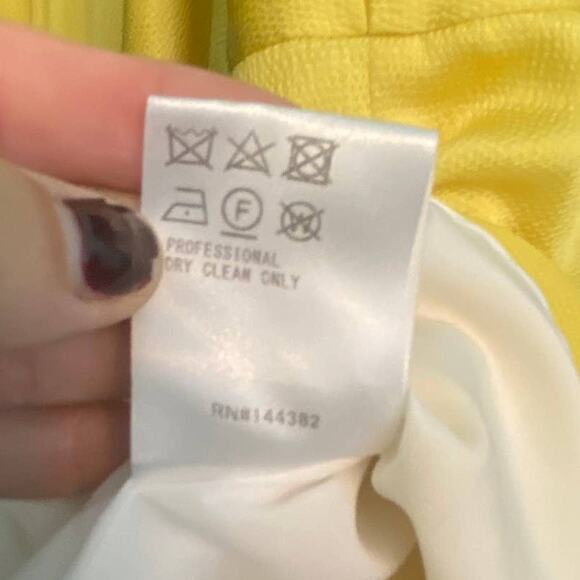 F
W
PROFESSIONAL
DRY CLEAN ONLY
RN#144382